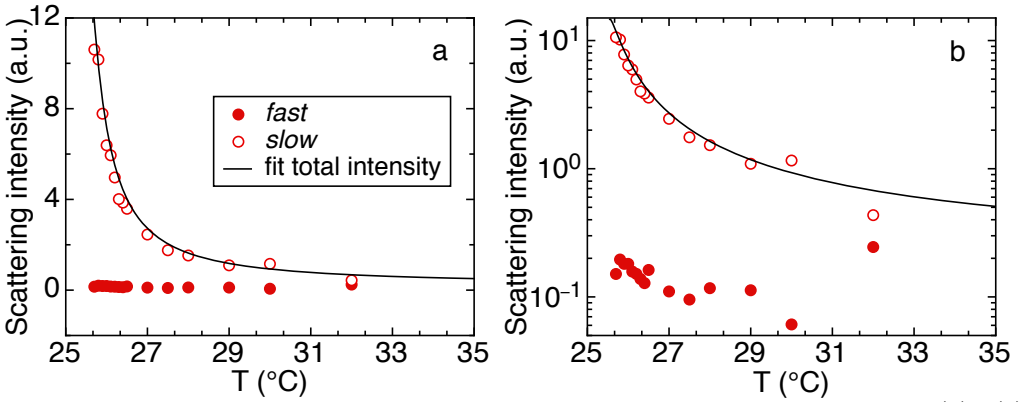 12
8
4
0
25
27
29
31
33
35
T (°C)
Scattering intensity (a.u.)
a
fast
slow
fit total intensity
10¹
10⁰
10⁻¹
25
27
29
31
33
35
T (°C)
Scattering intensity (a.u.)
b